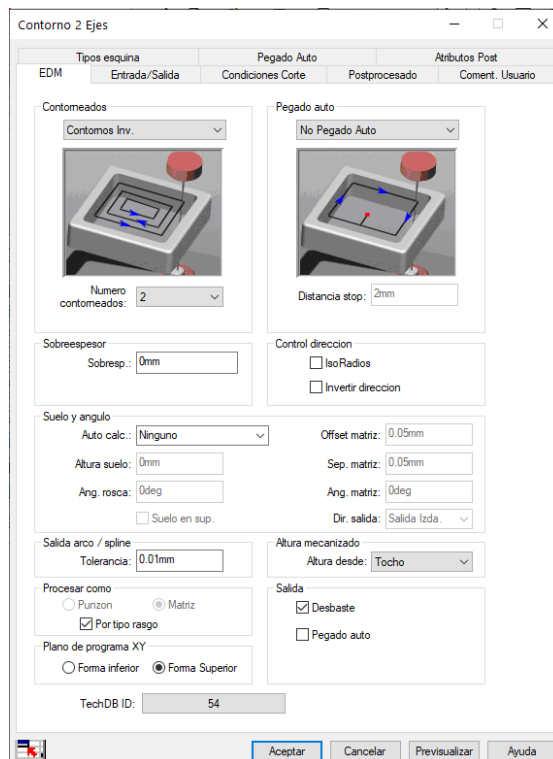 Contorno 2 Ejes
Tipos esquina
Pegado Auto
Atributos Post
EDM
Entrada/Salida
Condiciones Corte
Postprocesado
Coment. Usuario
Contorneados
Contornos Inv.
Numero contorneados:
2
Pegado auto
No Pegado Auto
Distancia stop:
2mm
Sobreespesor
Sobresp.:
0mm
Control direccion
IsoRadios
Invertir direccion
Suelo y angulo
Auto calc.:
Ninguno
Offset matriz:
0.05mm
Altura suelo:
0mm
Sep. matriz:
0.05mm
Ang. rosca:
0deg
Ang. matriz:
0deg
Suelo en sup.
Dir. salida:
Salida Izda.
Salida arco / spline
Tolerancia:
0.01mm
Altura mecanizado
Altura desde:
Tocho
Procesar como
Punzon
Matriz
Por tipo rasgo
Salida
Desbaste
Pegado auto
Plano de programa XY
Forma inferior
Forma Superior
TechDB ID:
54
Aceptar
Cancelar
Previsualizar
Ayuda